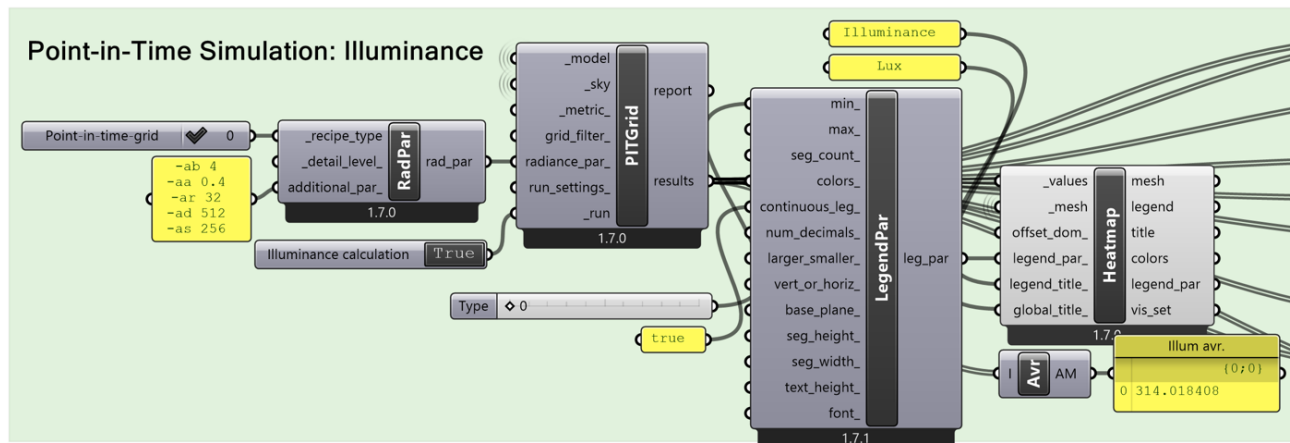 Point-in-Time Simulation: Illuminance
Point-in-time-grid 0
-ab 4
-aa 0.4
-ar 32
-ad 512
-as 256
_recipe_type
_detail_level_
additional_par_
RadPar
rad_par
1.7.0
Illuminance calculation True
_model
_sky
_metric_
grid_filter_
radiance_par_
run_settings_
_run
PITGrid
report
results
1.7.0
Type 0
true
Illuminance
Lux
min_
max_
seg_count_
colors_
continuous_leg_
num_decimals_
larger_smaller_
vert_or_horiz_
base_plane_
seg_height_
seg_width_
text_height_
font_
LegendPar
leg_par
1.7.1
_values
_mesh
offset_dom_
legend_par_
legend_title_
global_title_
Heatmap
mesh
legend
title
colors
legend_par
vis_set
1.7.0
I
Avr
AM
Illum avr.
{0;0}
0 314.018408